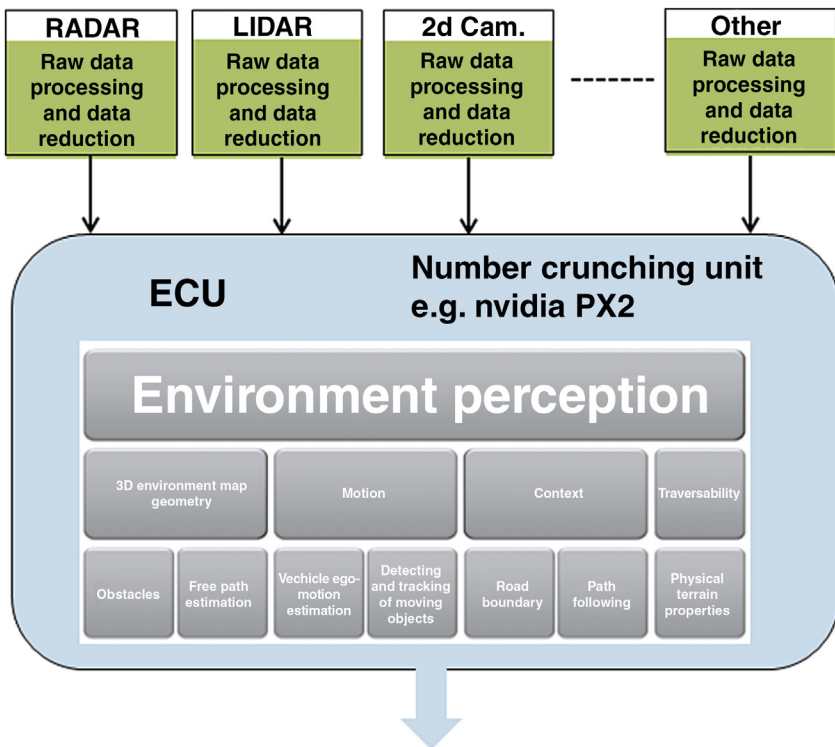 RADAR
Raw data
processing
and data
reduction
LIDAR
Raw data
processing
and data
reduction
2d Cam.
Raw data
processing
and data
reduction
Other
Raw data
processing
and data
reduction
ECU
Number crunching unit
e.g. nvidia PX2
Environment perception
3D environment map
geometry
Motion
Context
Traversability
Obstacles
Free path
estimation
Vechicle ego-
motion
estimation
Detecting
and tracking
of moving
objects
Road
boundary
Path
following
Physical
terrain
properties